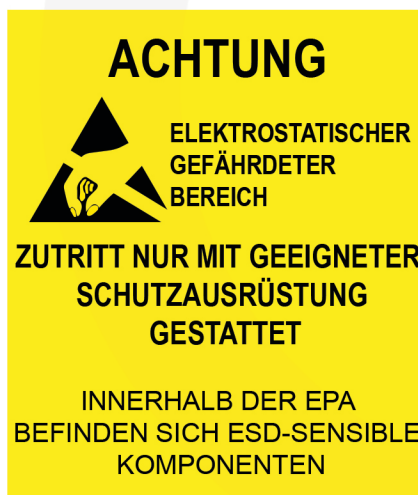 ACHTUNG
ELEKTROSTATISCHER
GEFÄHRDETER
BEREICH
ZUTRITT NUR MIT GEEIGNETER
SCHUTZAUSRÜSTUNG
GESTATTET
INNERHALB DER EPA
BEFINDEN SICH ESD-SENSIBLE
KOMPONENTEN